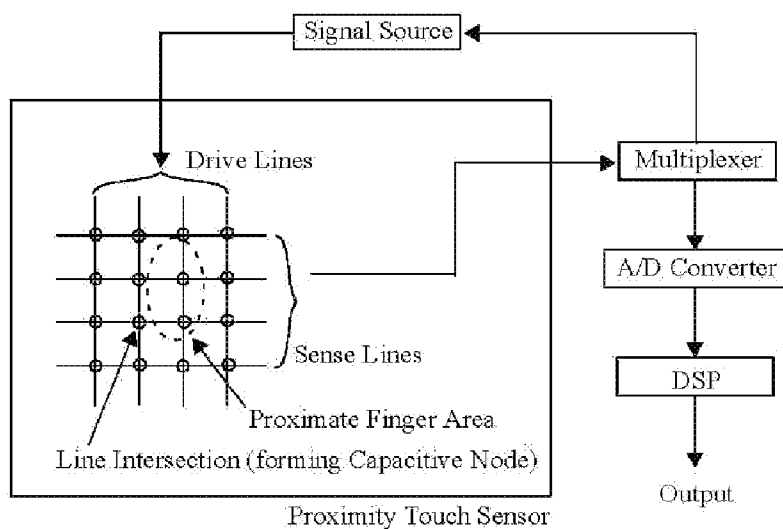 Signal Source
Drive Lines
Multiplexer
A/D Converter
Sense Lines
DSP
Proximate Finger Area
Line Intersection (forming Capacitive Node)
Output
Proximity Touch Sensor